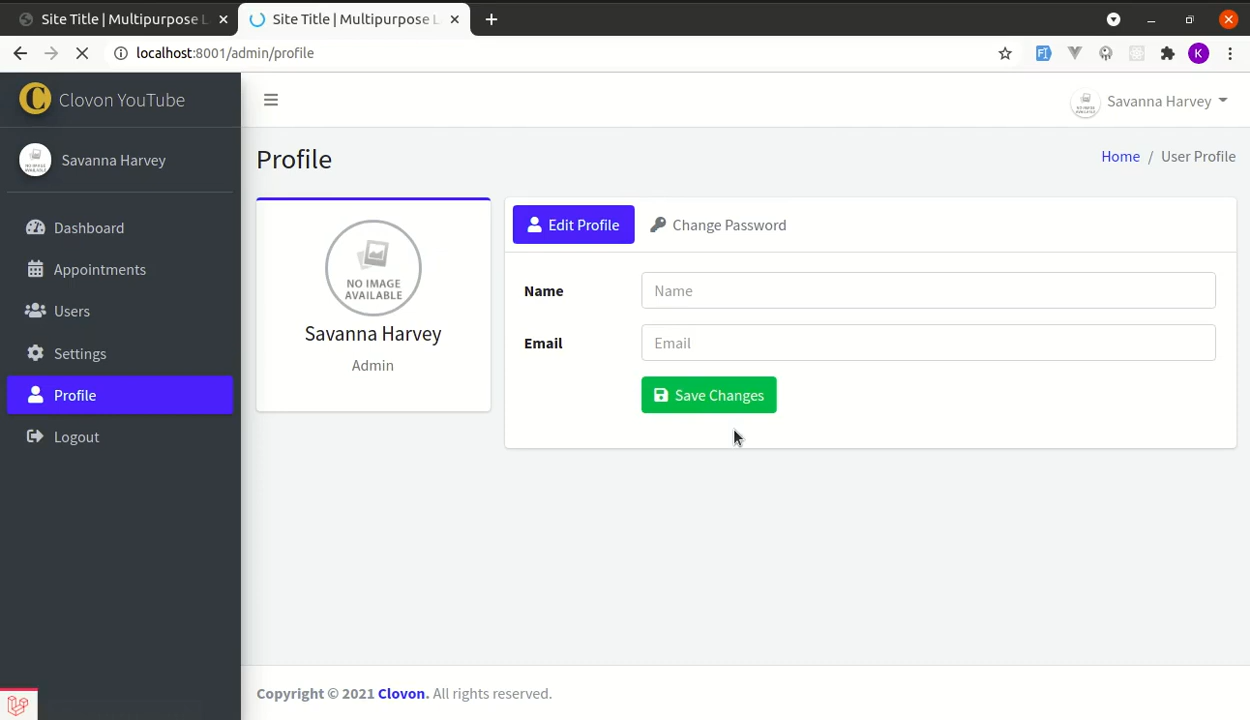 Site Title | Multipurpose L
Site Title | Multipurpose L
localhost:8001/admin/profile
K
C Clovon YouTube
Savanna Harvey
Savanna Harvey
Profile
Home / User Profile
Dashboard
Appointments
Users
Settings
Profile
Logout
NO IMAGE
AVAILABLE
Savanna Harvey
Admin
Edit Profile
Change Password
Name
Name
Email
Email
Save Changes
Copyright © 2021 Clovon. All rights reserved.